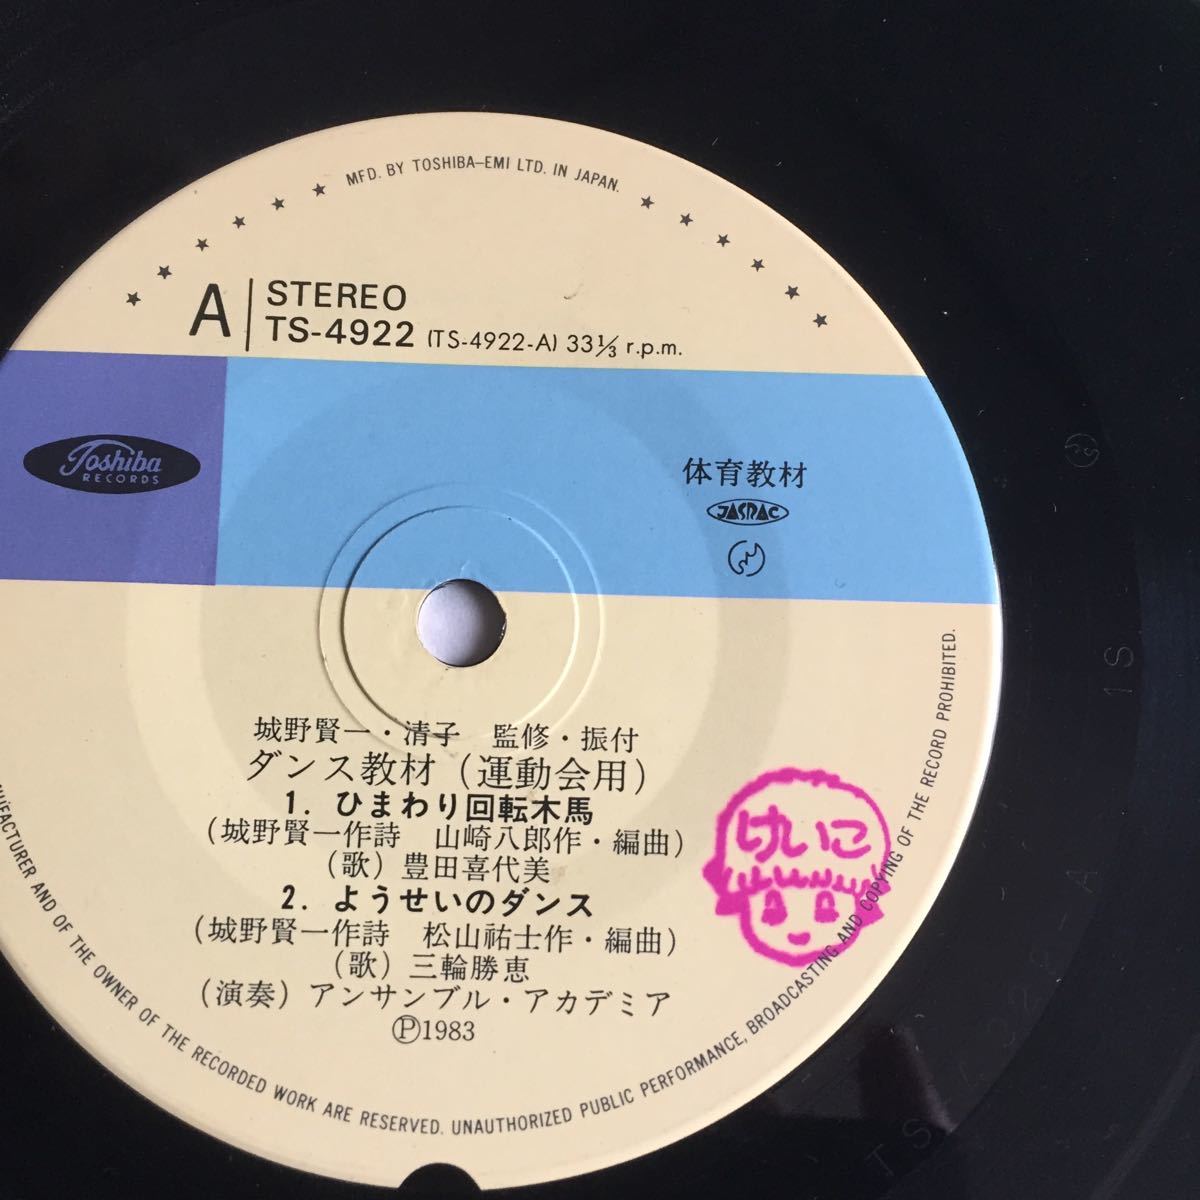 MFD. BY TOSHIBA–EMI LTD. IN JAPAN.
A
STEREO
TS-4922 (TS-4922-A) 33⅓ r.p.m.
Toshiba
RECORDS
体育教材
JASRAC
城野賢一・清子 監修・振付
ダンス教材(運動会用)
1. ひまわり回転木馬
(城野賢一作詩 山崎八郎作・編曲)
(歌)豊田喜代美
2. ようせいのダンス
(城野賢一作詩 松山祐士作・編曲)
(歌)三輪勝恵
(演奏)アンサンブル・アカデミア
Ⓟ1983
けいこ
UFACTURER AND OF THE OWNER OF THE RECORDED WORK ARE RESERVED. UNAUTHORIZED PUBLIC PERFORMANCE, BROADCASTING AND COPYING OF THE RECORD PROHIBITED.
1S